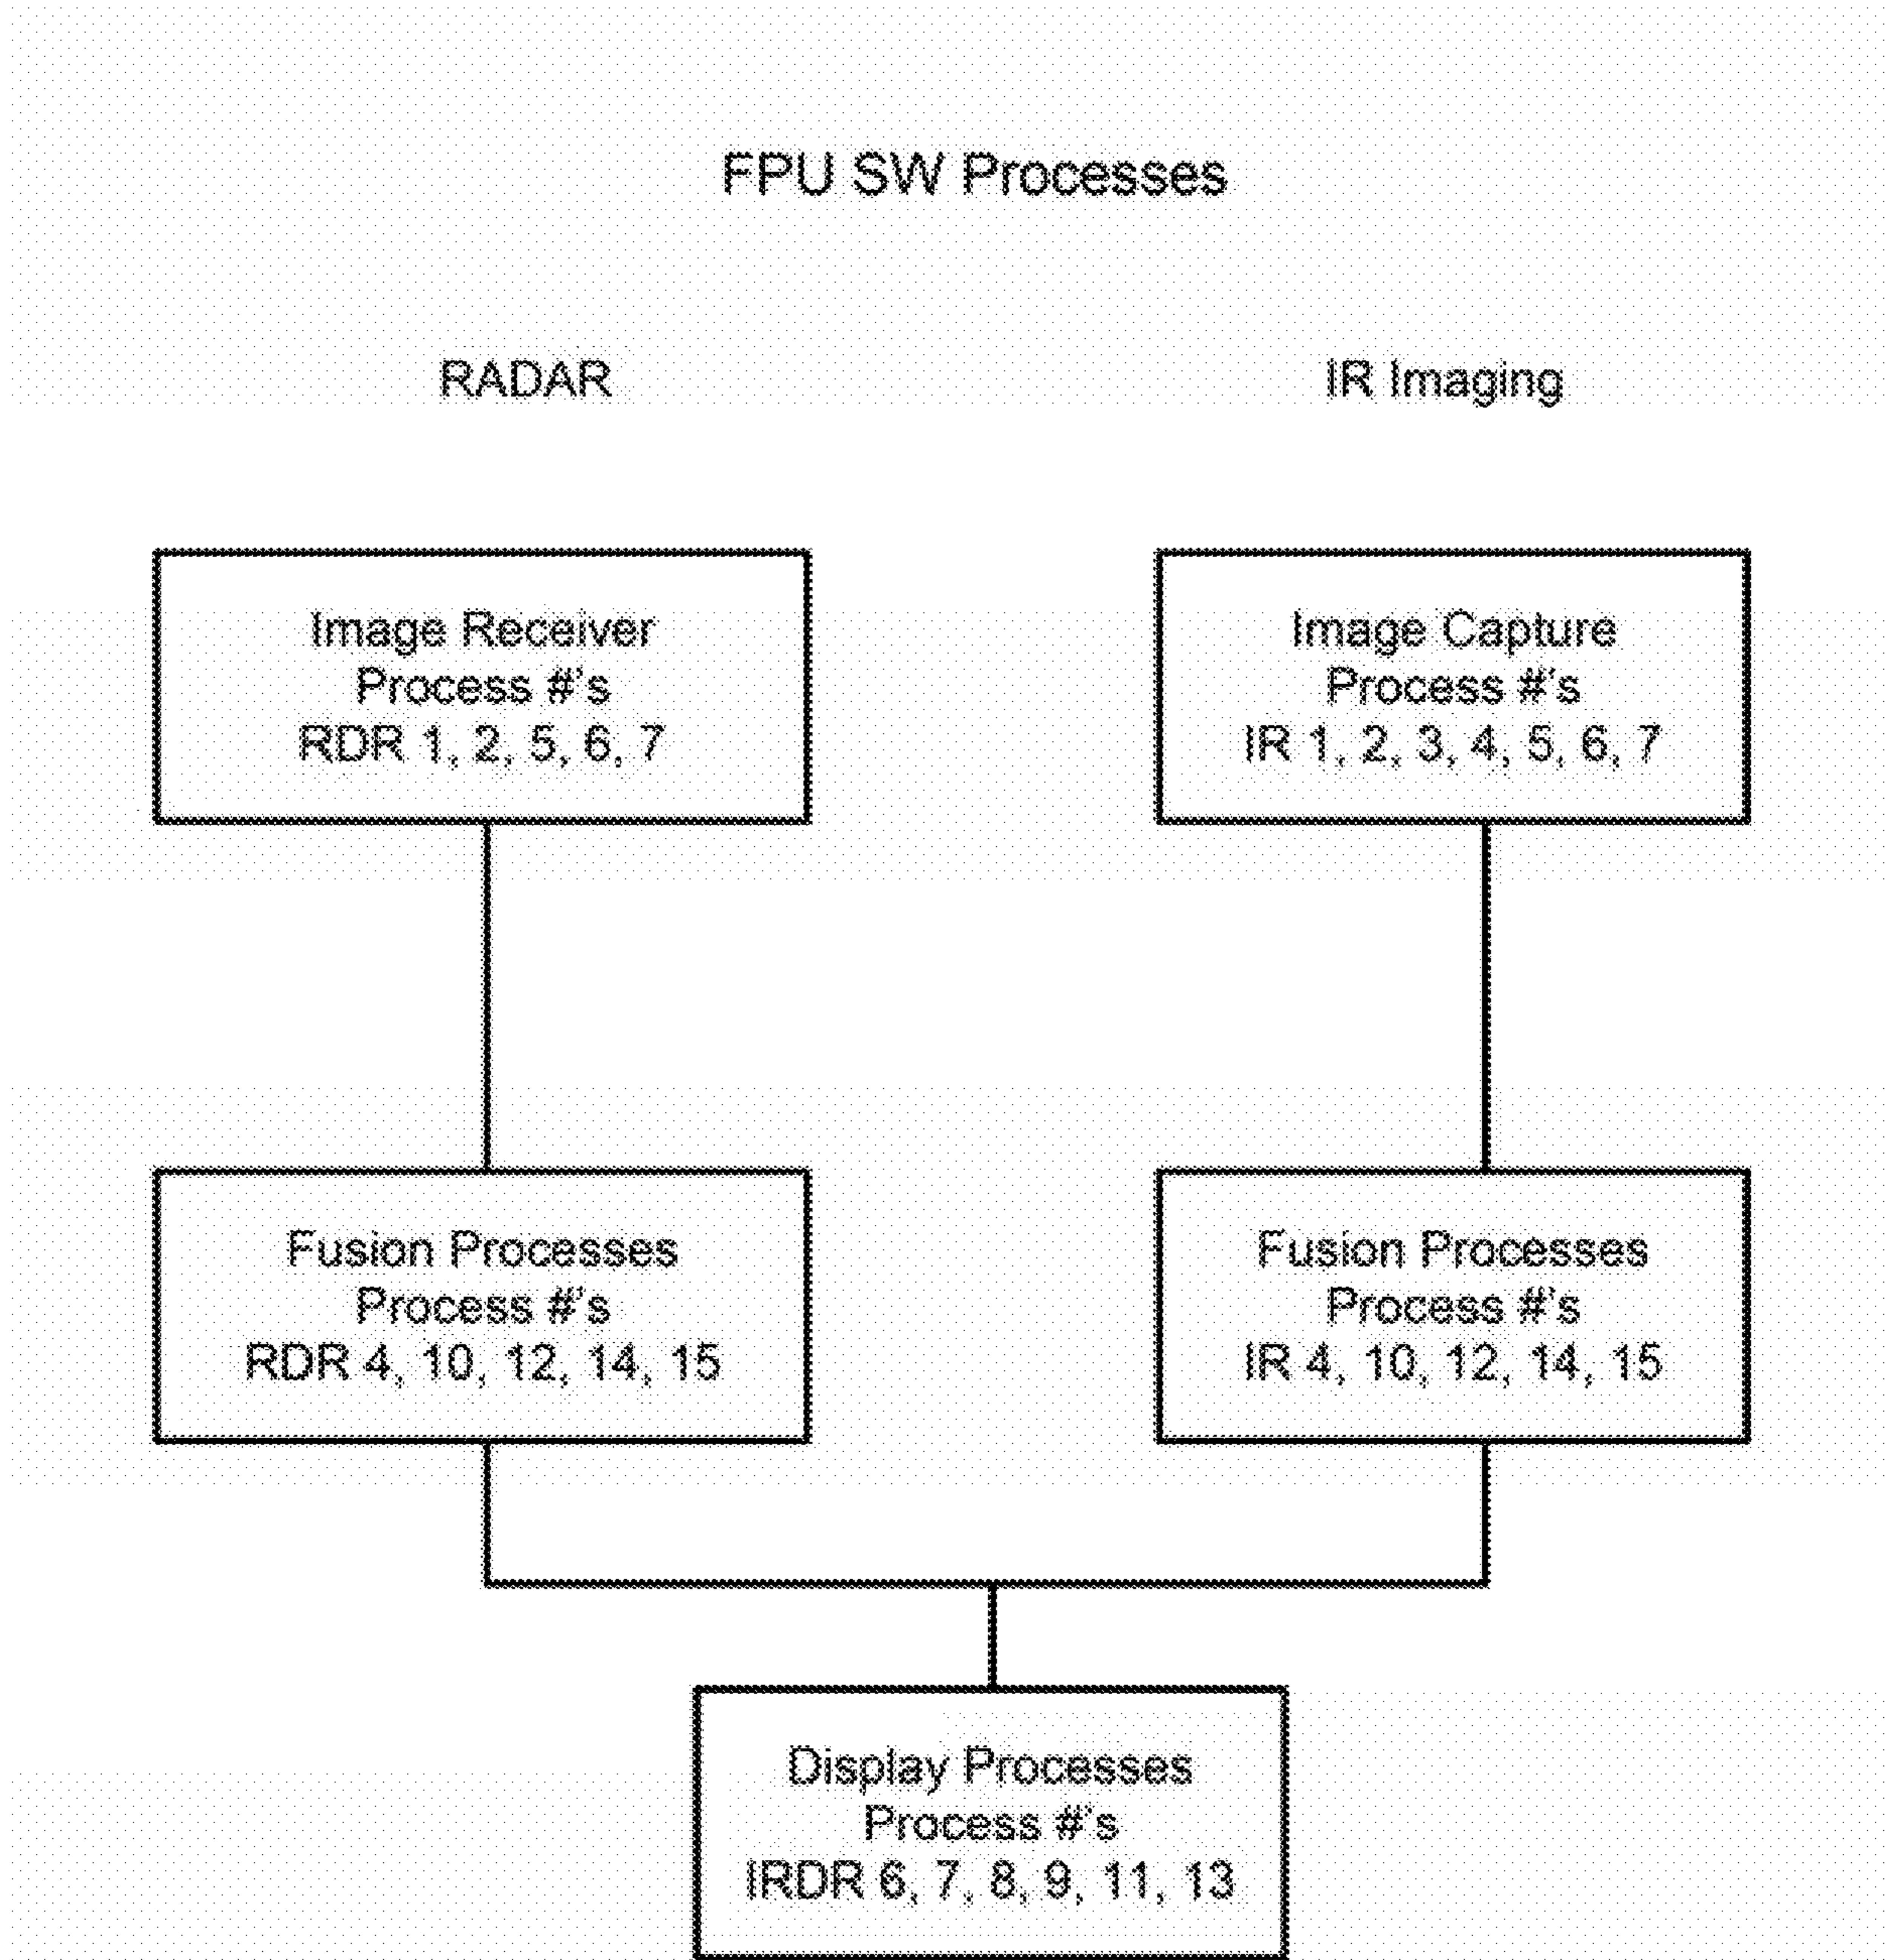 FPU SW Processes
RADAR
IR Imaging
Image Receiver
Process #'s
RDR 1, 2, 5, 6, 7
Image Capture
Process #'s
IR 1, 2, 3, 4, 5, 6, 7
Fusion Processes
Process #'s
RDR 4, 10, 12, 14, 15
Fusion Processes
Process #'s
IR 4, 10, 12, 14, 15
Display Processes
Process #'s
IRDR 6, 7, 8, 9, 11, 13